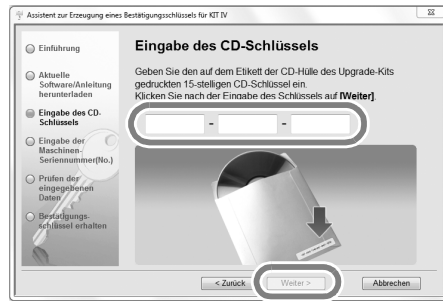 Assistent zur Erzeugung eines Bestätigungsschlüssels für KIT IV
Einführung
Aktuelle
Software/Anleitung
herunterladen
Eingabe des CD-
Schlüssels
Eingabe der
Maschinen-
Seriennummer(No.)
Prüfen der
eingegebenen
Daten
Bestätigungs-
schlüssel erhalten
Eingabe des CD-Schlüssels
Geben Sie den auf dem Etikett der CD-Hülle des Upgrade-Kits
gedruckten 15-stelligen CD-Schlüssel ein.
Klicken Sie nach der Eingabe des Schlüssels auf [Weiter].
- -
< Zurück Weiter > Abbrechen